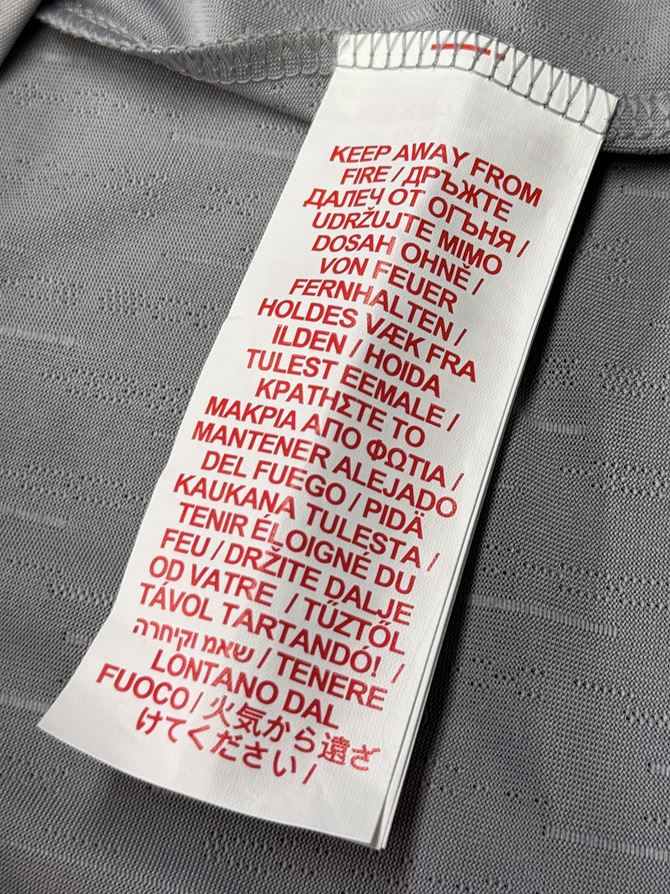 KEEP AWAY FROM
FIRE / ДРЪЖТЕ
ДАЛЕЧ ОТ ОГЪНЯ /
UDRŽUJTE MIMO
DOSAH OHNĚ /
VON FEUER
FERNHALTEN /
HOLDES VÆK FRA
ILDEN / HOIDA
TULEST EEMALE /
ΚΡΑΤΗΣΤΕ ΤΟ
ΜΑΚΡΙΑ ΑΠΟ ΦΩΤΙΑ /
MANTENER ALEJADO
DEL FUEGO / PIDÄ
KAUKANA TULESTA /
TENIR ÉLOIGNÉ DU
FEU / DRŽITE DALJE
OD VATRE / TŰZTŐL
TÁVOL TARTANDÓ! /
שאמ וקיחרה / TENERE
LONTANO DAL
FUOCO / 火気から遠ざ
けてください /